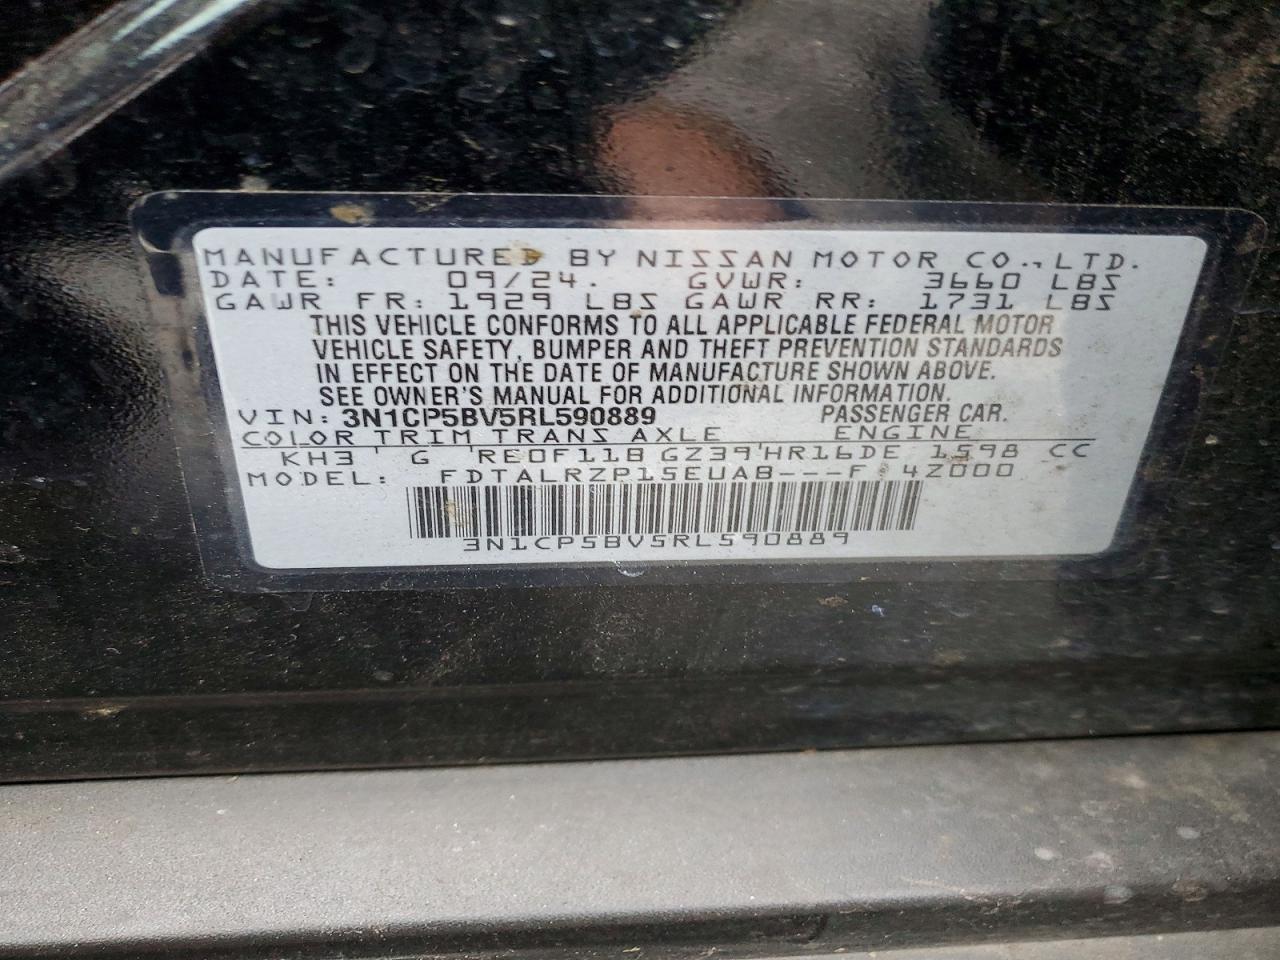 MANUFACTURED BY NISSAN MOTOR CO.,LTD.
DATE: 09/24. GVWR: 3660 LBS
GAWR FR: 1929 LBS GAWR RR: 1731 LBS
THIS VEHICLE CONFORMS TO ALL APPLICABLE FEDERAL MOTOR
VEHICLE SAFETY, BUMPER AND THEFT PREVENTION STANDARDS
IN EFFECT ON THE DATE OF MANUFACTURE SHOWN ABOVE.
SEE OWNER'S MANUAL FOR ADDITIONAL INFORMATION.
VIN: 3N1CP5BV5RL590889 PASSENGER CAR.
COLOR TRIM TRANS AXLE ENGINE
KH3 ' G ' RE0F11B GZ39'HR16DE 1598 CC
MODEL: FDTALRZP15EUAB---F: 4Z000
3N1CP5BV5RL590889